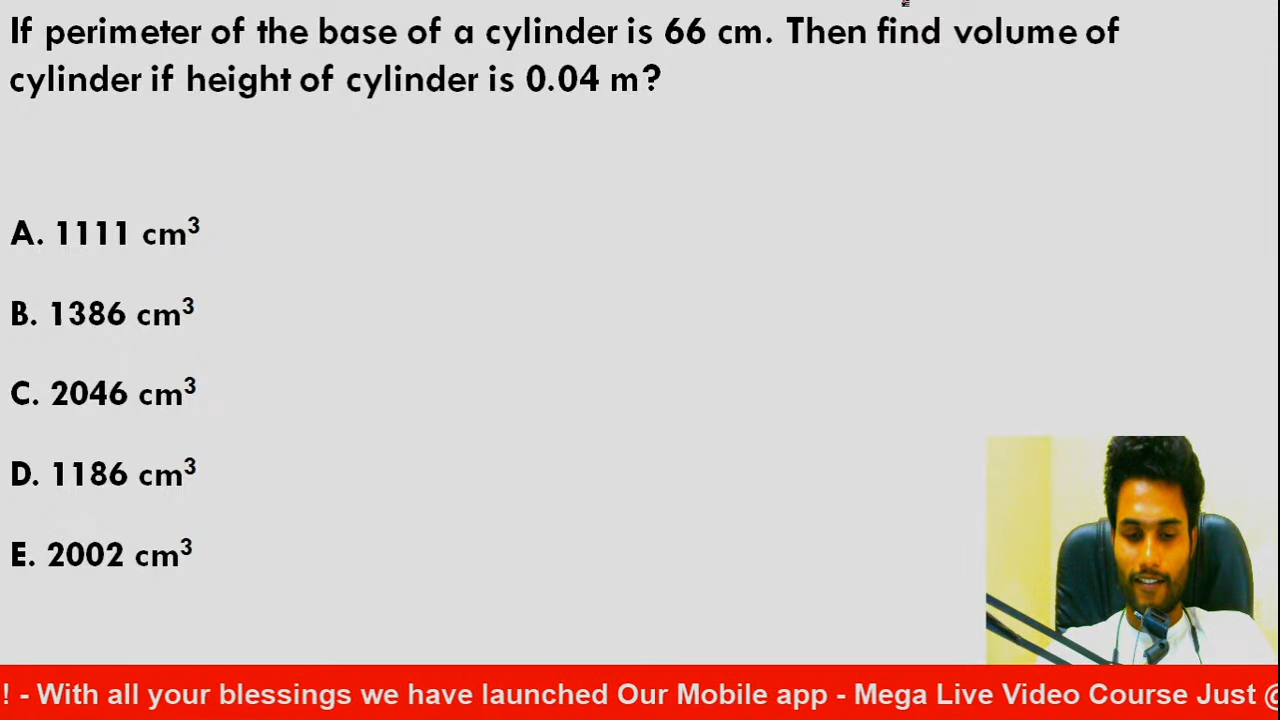 If perimeter of the base of a cylinder is 66 cm. Then find volume of
cylinder if height of cylinder is 0.04 m?
A. 1111 cm³
B. 1386 cm³
C. 2046 cm³
D. 1186 cm³
E. 2002 cm³
! - With all your blessings we have launched Our Mobile app - Mega Live Video Course Just @